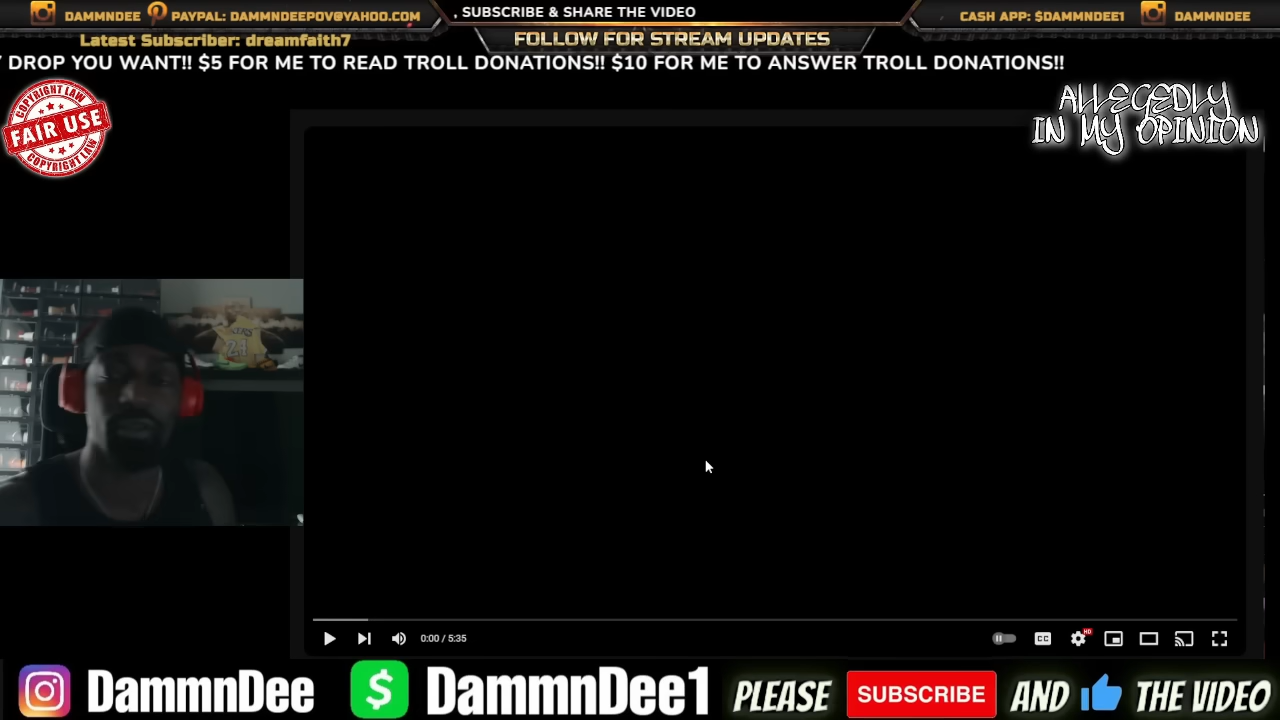 DAMMNDEE PAYPAL: DAMMNDEEPOV@YAHOO.COM
. SUBSCRIBE & SHARE THE VIDEO
CASH APP: $DAMMNDEE1 DAMMNDEE
Latest Subscriber: dreamfaith7
FOLLOW FOR STREAM UPDATES
DROP YOU WANT!! $5 FOR ME TO READ TROLL DONATIONS!! $10 FOR ME TO ANSWER TROLL DONATIONS!!
COPYRIGHT LAW
FAIR USE
COPYRIGHT LAW
ALLEGEDLY
IN MY OPINION
24
0:00 / 5:35
CC
HD
DammnDee
$ DammnDee1
PLEASE SUBSCRIBE AND THE VIDEO